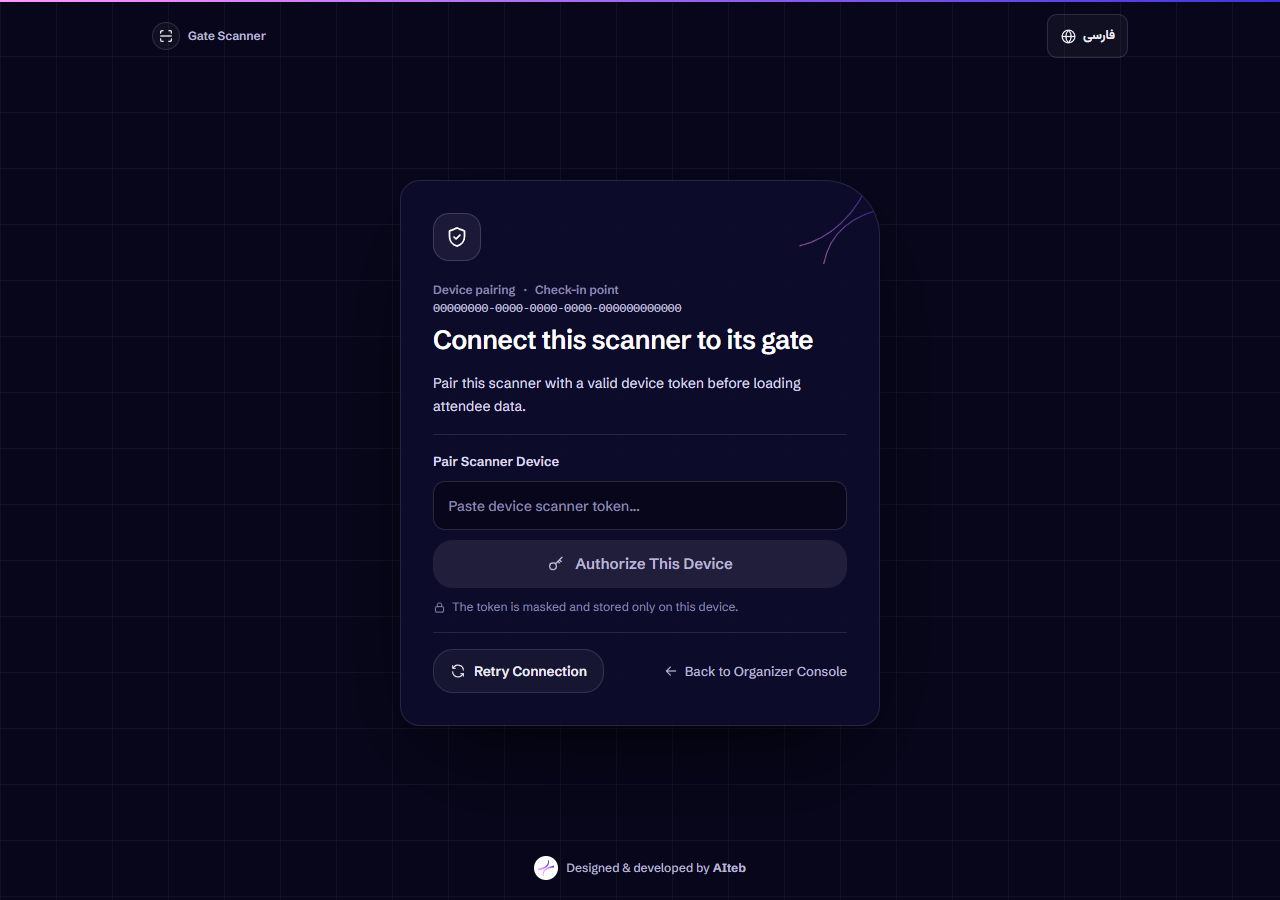 Gate Scanner
فارسی
Device pairing · Check-in point
00000000-0000-0000-0000-000000000000
Connect this scanner to its gate
Pair this scanner with a valid device token before loading
attendee data.
Pair Scanner Device
Paste device scanner token...
Authorize This Device
The token is masked and stored only on this device.
Retry Connection
Back to Organizer Console
Designed & developed by AIteb